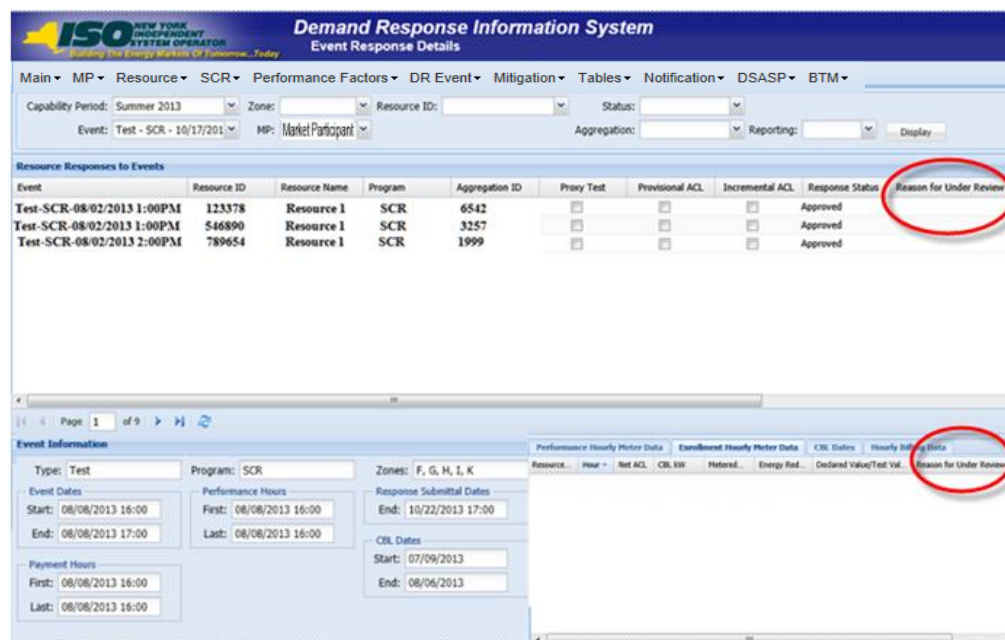 NEW YORK
INDEPENDENT
SYSTEM OPERATOR
ISO
Building The Energy Markets Of Tomorrow...Today
Demand Response Information System
Event Response Details
Main MP Resource SCR Performance Factors DR Event Mitigation Tables Notification DSASP BTM
Capability Period: Summer 2013 Zone: Resource ID: Status:
Event: Test - SCR - 10/17/201 MP: Market Participant Aggregation: Reporting: Display
Resource Responses to Events
Event Resource ID Resource Name Program Aggregation ID Proxy Test Provisional ACL Incremental ACL Response Status Reason for Under Review
Test-SCR-08/02/2013 1:00PM 123378 Resource 1 SCR 6542 Approved
Test-SCR-08/02/2013 1:00PM 546890 Resource 1 SCR 3257 Approved
Test-SCR-08/02/2013 2:00PM 789654 Resource 1 SCR 1999 Approved
Page 1 of 9
Event Information
Type: Test Program: SCR Zones: F, G, H, I, K
Event Dates Performance Hours Response Submittal Dates
Start: 08/08/2013 16:00 First: 08/08/2013 16:00 End: 10/22/2013 17:00
End: 08/08/2013 17:00 Last: 08/08/2013 16:00
CBL Dates
Payment Hours Start: 07/09/2013
First: 08/08/2013 16:00 End: 08/06/2013
Last: 08/08/2013 16:00
Performance Hourly Meter Data Enrollment Hourly Meter Data CBL Dates Hourly Billing Data
Resource... Hour Net ACL CBL kW Metered... Energy Red... Declared Value/Test Val... Reason for Under Review